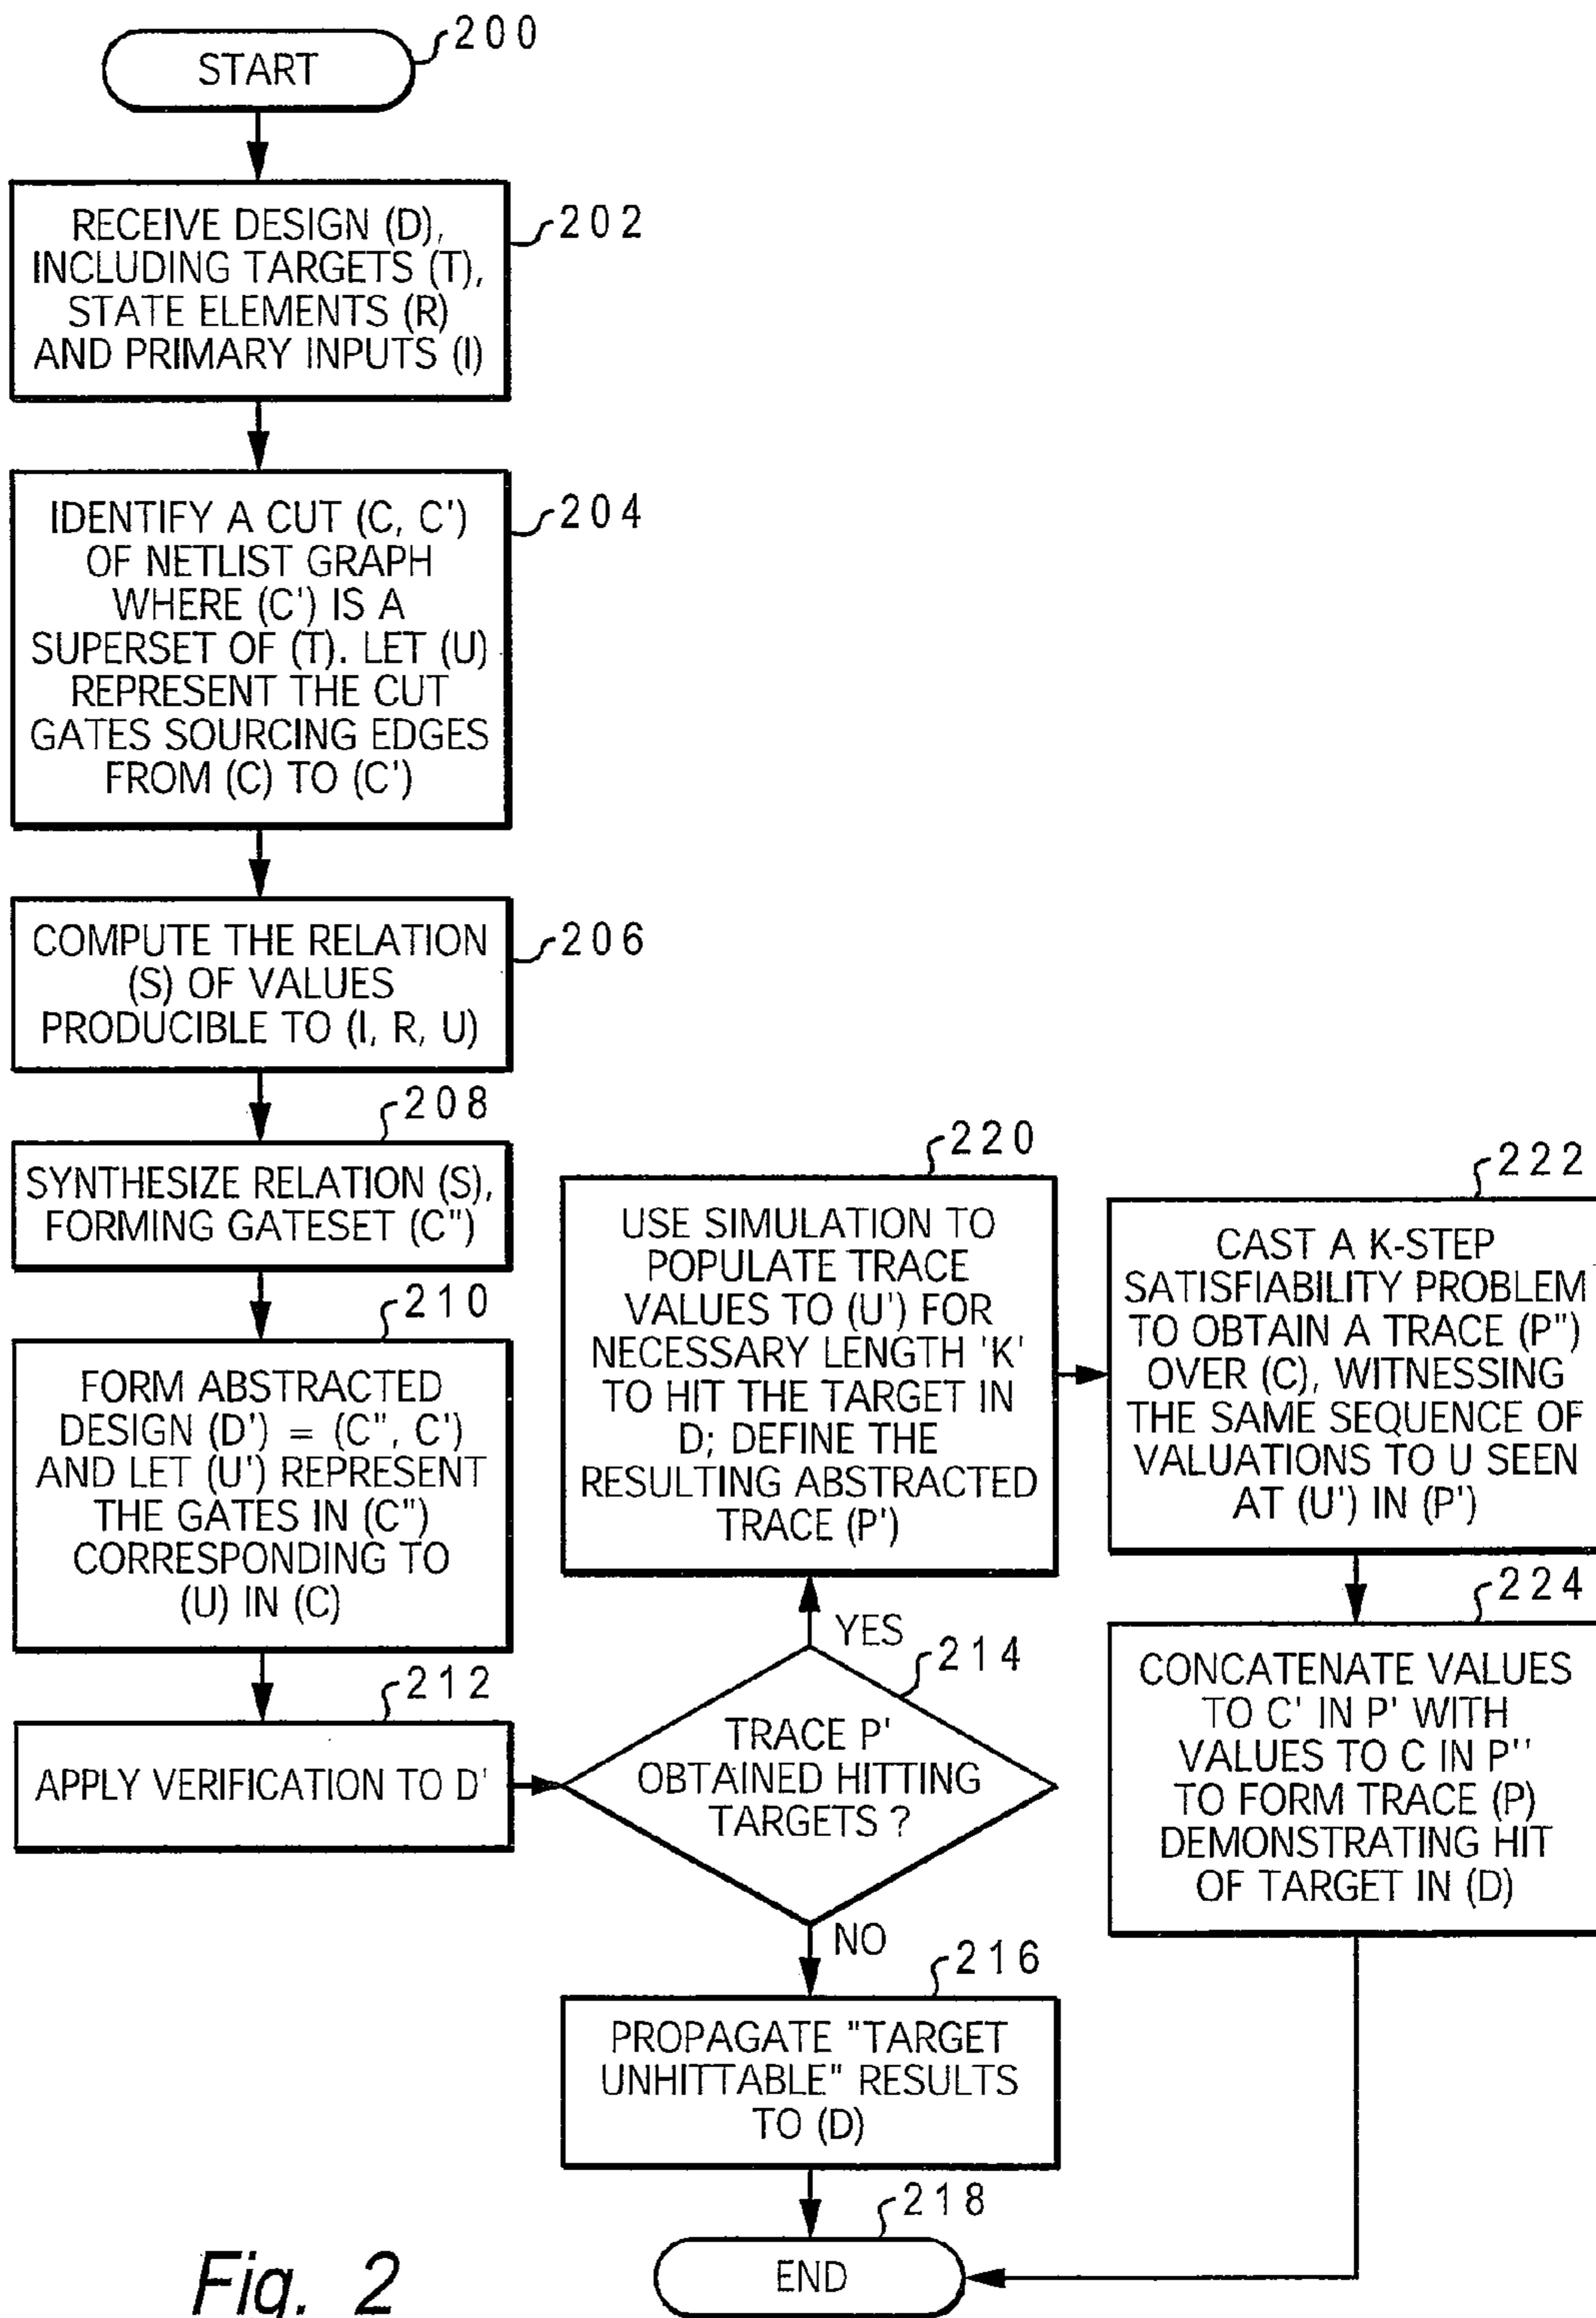 START
200
RECEIVE DESIGN (D),
INCLUDING TARGETS (T),
STATE ELEMENTS (R)
AND PRIMARY INPUTS (I)
202
IDENTIFY A CUT (C, C')
OF NETLIST GRAPH
WHERE (C') IS A
SUPERSET OF (T). LET (U)
REPRESENT THE CUT
GATES SOURCING EDGES
FROM (C) TO (C')
204
COMPUTE THE RELATION
(S) OF VALUES
PRODUCIBLE TO (I, R, U)
206
SYNTHESIZE RELATION (S),
FORMING GATESET (C")
208
FORM ABSTRACTED
DESIGN (D') = (C", C')
AND LET (U') REPRESENT
THE GATES IN (C")
CORRESPONDING TO
(U) IN (C)
210
APPLY VERIFICATION TO D'
212
TRACE P'
OBTAINED HITTING
TARGETS ?
214
YES
NO
USE SIMULATION TO
POPULATE TRACE
VALUES TO (U') FOR
NECESSARY LENGTH 'K'
TO HIT THE TARGET IN
D; DEFINE THE
RESULTING ABSTRACTED
TRACE (P')
220
CAST A K-STEP
SATISFIABILITY PROBLEM
TO OBTAIN A TRACE (P")
OVER (C), WITNESSING
THE SAME SEQUENCE OF
VALUATIONS TO U SEEN
AT (U') IN (P')
222
CONCATENATE VALUES
TO C' IN P' WITH
VALUES TO C IN P''
TO FORM TRACE (P)
DEMONSTRATING HIT
OF TARGET IN (D)
224
PROPAGATE "TARGET
UNHITTABLE" RESULTS
TO (D)
216
END
218
Fig. 2